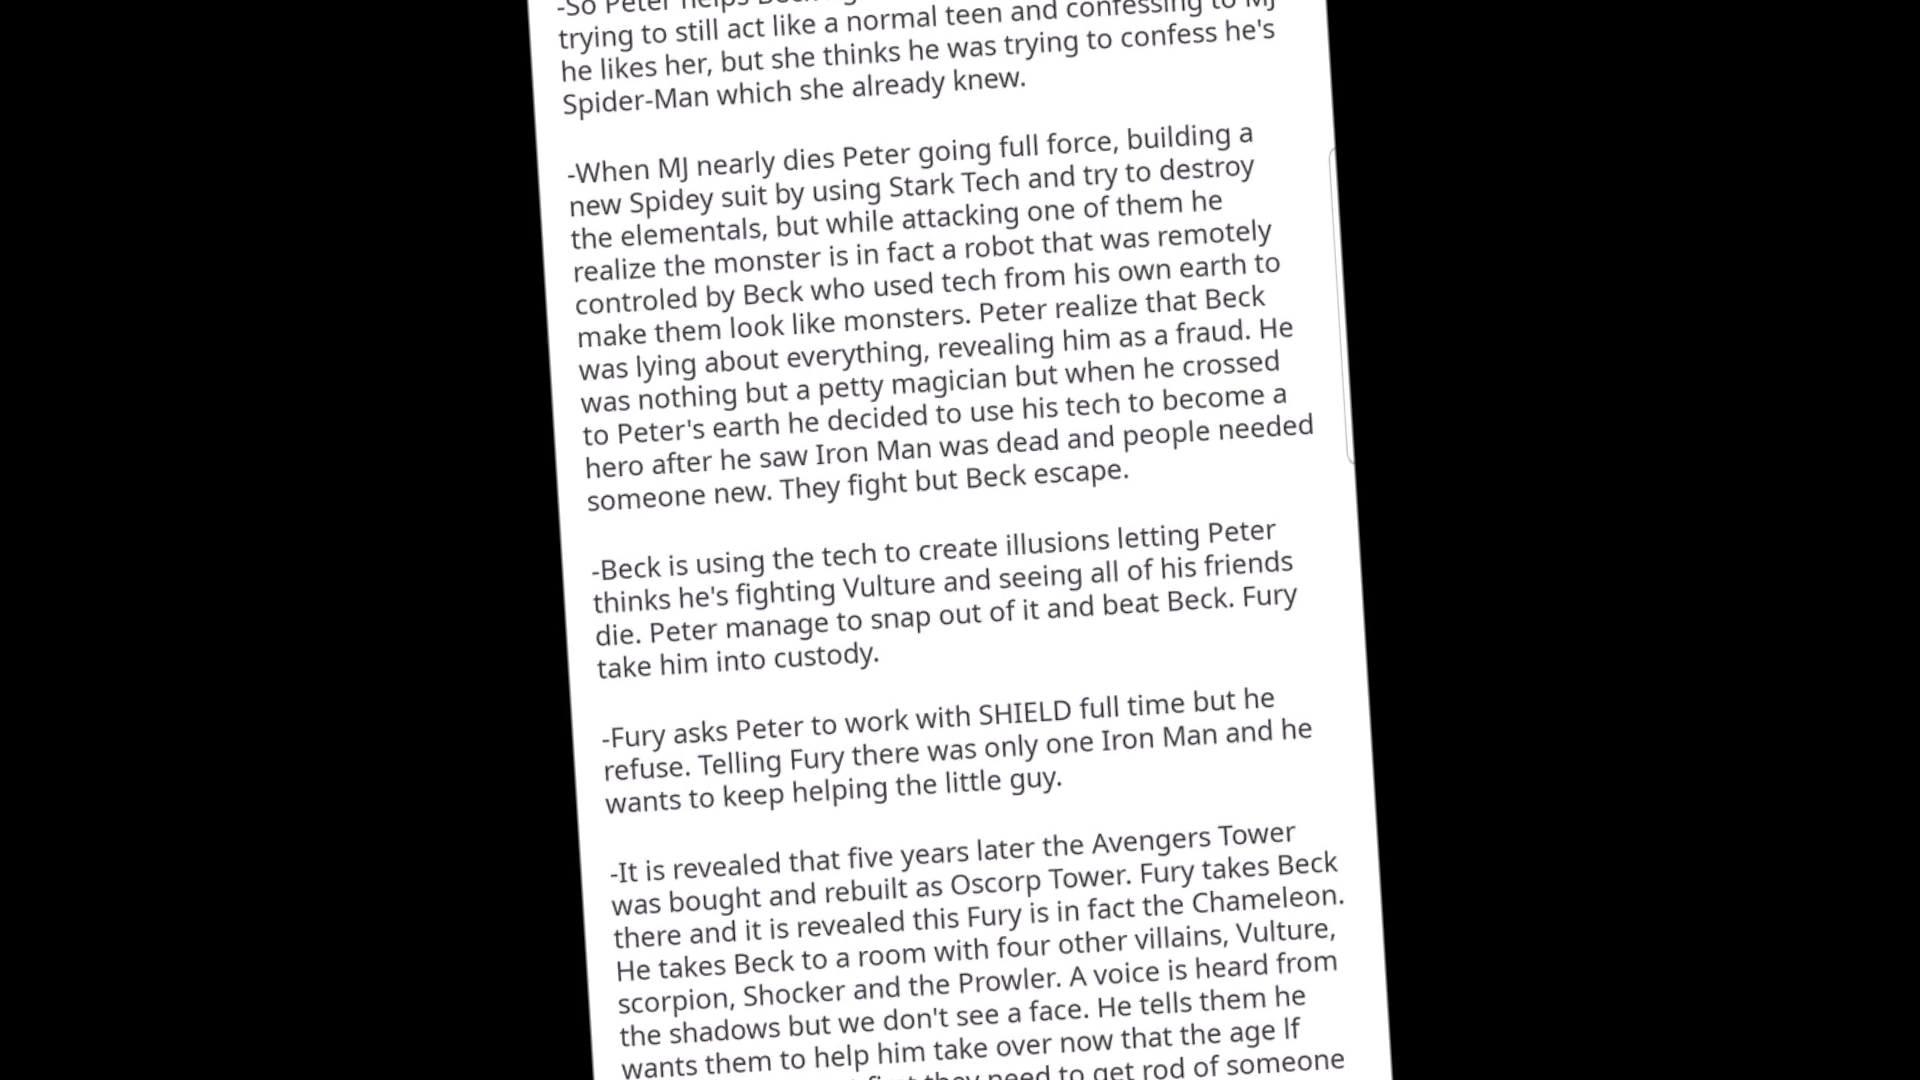 -So Peter helps
trying to still act like a normal teen and confessing to MJ
he likes her, but she thinks he was trying to confess he's
Spider-Man which she already knew.
-When MJ nearly dies Peter going full force, building a
new Spidey suit by using Stark Tech and try to destroy
the elementals, but while attacking one of them he
realize the monster is in fact a robot that was remotely
controled by Beck who used tech from his own earth to
make them look like monsters. Peter realize that Beck
was lying about everything, revealing him as a fraud. He
was nothing but a petty magician but when he crossed
to Peter's earth he decided to use his tech to become a
hero after he saw Iron Man was dead and people needed
someone new. They fight but Beck escape.
-Beck is using the tech to create illusions letting Peter
thinks he's fighting Vulture and seeing all of his friends
die. Peter manage to snap out of it and beat Beck. Fury
take him into custody.
-Fury asks Peter to work with SHIELD full time but he
refuse. Telling Fury there was only one Iron Man and he
wants to keep helping the little guy.
-It is revealed that five years later the Avengers Tower
was bought and rebuilt as Oscorp Tower. Fury takes Beck
there and it is revealed this Fury is in fact the Chameleon.
He takes Beck to a room with four other villains, Vulture,
scorpion, Shocker and the Prowler. A voice is heard from
the shadows but we don't see a face. He tells them he
wants them to help him take over now that the age If
first they need to get rod of someone